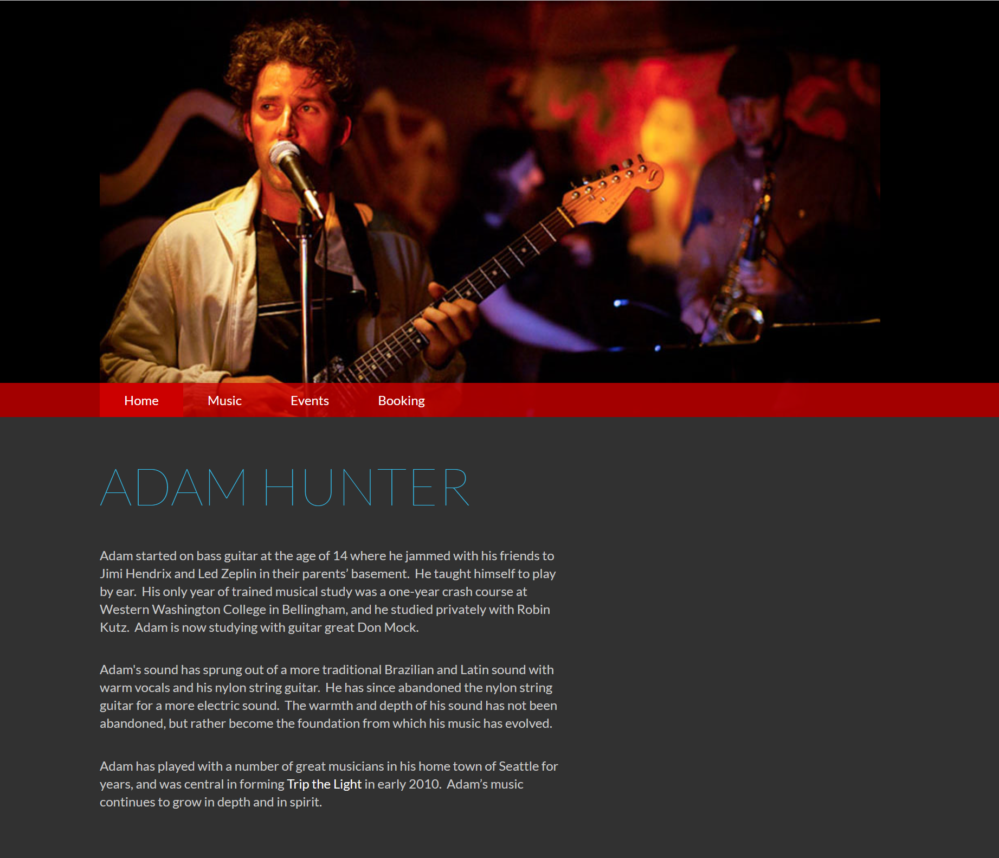 Home Music Events Booking
ADAM HUNTER
Adam started on bass guitar at the age of 14 where he jammed with his friends to
Jimi Hendrix and Led Zeplin in their parents’ basement.  He taught himself to play
by ear.  His only year of trained musical study was a one-year crash course at
Western Washington College in Bellingham, and he studied privately with Robin
Kutz.  Adam is now studying with guitar great Don Mock.
Adam's sound has sprung out of a more traditional Brazilian and Latin sound with
warm vocals and his nylon string guitar.  He has since abandoned the nylon string
guitar for a more electric sound.  The warmth and depth of his sound has not been
abandoned, but rather become the foundation from which his music has evolved.
Adam has played with a number of great musicians in his home town of Seattle for
years, and was central in forming Trip the Light in early 2010.  Adam’s music
continues to grow in depth and in spirit.